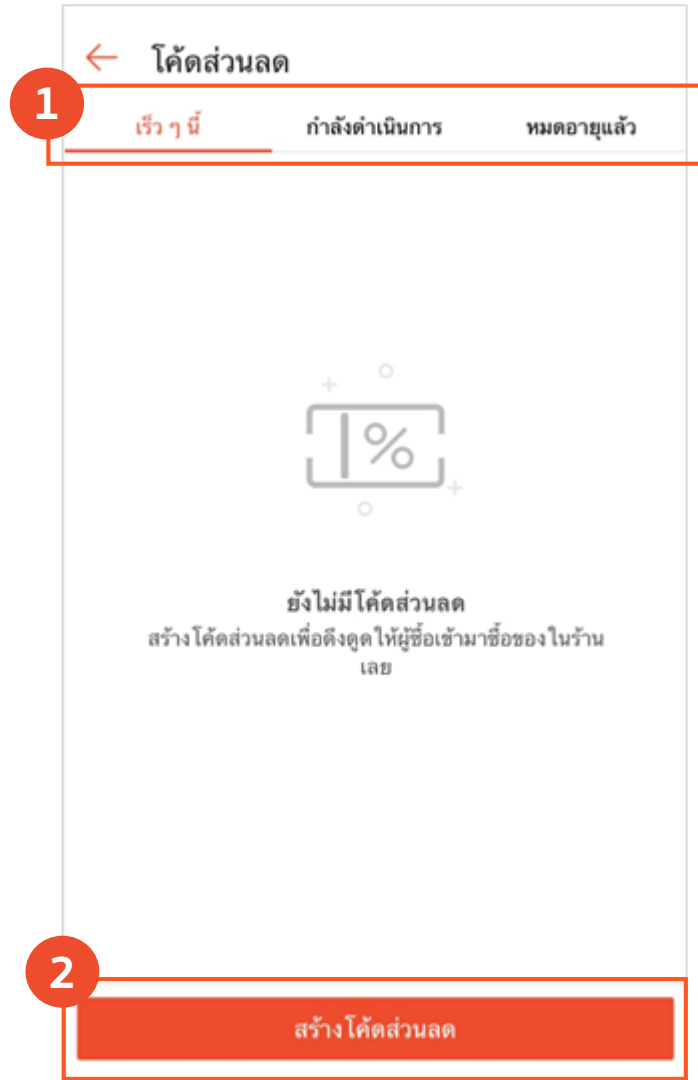 โค้ดส่วนลด
1
เร็ว ๆ นี้ กำลังดำเนินการ หมดอายุแล้ว
%
ยังไม่มีโค้ดส่วนลด
สร้างโค้ดส่วนลดเพื่อดึงดูดให้ผู้ซื้อเข้ามาซื้อของในร้าน
เลย
2
สร้างโค้ดส่วนลด